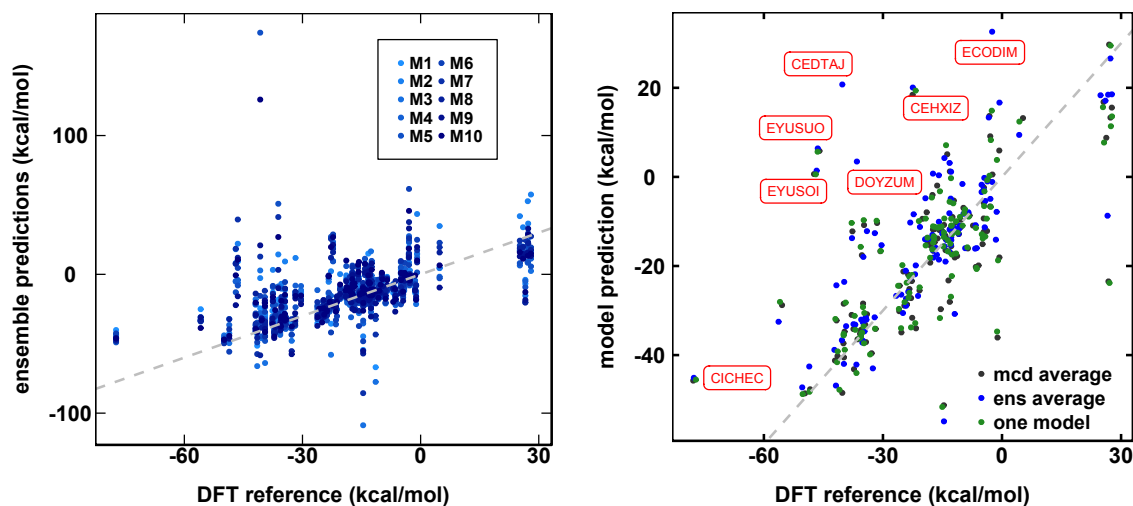 ensemble predictions (kcal/mol)
100
0
-100
M1 M6
M2 M7
M3 M8
M4 M9
M5 M10
-60 -30 0 30
DFT reference (kcal/mol)
model prediction (kcal/mol)
20
0
-20
-40
ECODIM
CEDTAJ
CEHXIZ
EYUSUO
DOYZUM
EYUSOI
CICHEC
mcd average
ens average
one model
-60 -30 0 30
DFT reference (kcal/mol)